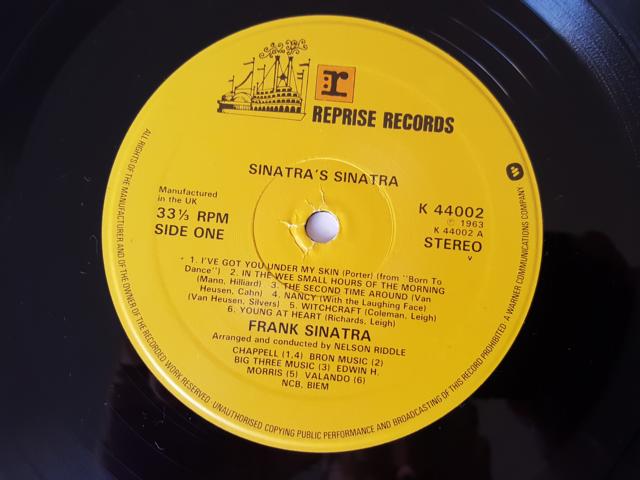 r
REPRISE RECORDS
SINATRA'S SINATRA
Manufactured
in the UK
33⅓ RPM
SIDE ONE
K 44002
℗ 1963
K 44002 A
STEREO
1. I'VE GOT YOU UNDER MY SKIN (Porter) (from "Born To
Dance") 2. IN THE WEE SMALL HOURS OF THE MORNING
(Mann, Hilliard) 3. THE SECOND TIME AROUND (Van
Heusen, Cahn) 4. NANCY (With the Laughing Face)
(Van Heusen, Silvers) 5. WITCHCRAFT (Coleman, Leigh)
6. YOUNG AT HEART (Richards, Leigh)
FRANK SINATRA
Arranged and conducted by NELSON RIDDLE
CHAPPELL (1,4) BRON MUSIC (2)
BIG THREE MUSIC (3) EDWIN H.
MORRIS (5) VALANDO (6)
NCB, BIEM
ALL RIGHTS OF THE MANUFACTURER AND OF THE OWNER OF THE RECORDED WORK RESERVED · UNAUTHORISED COPYING PUBLIC PERFORMANCE AND BROADCASTING OF THIS RECORD PROHIBITED · A WARNER COMMUNICATIONS COMPANY